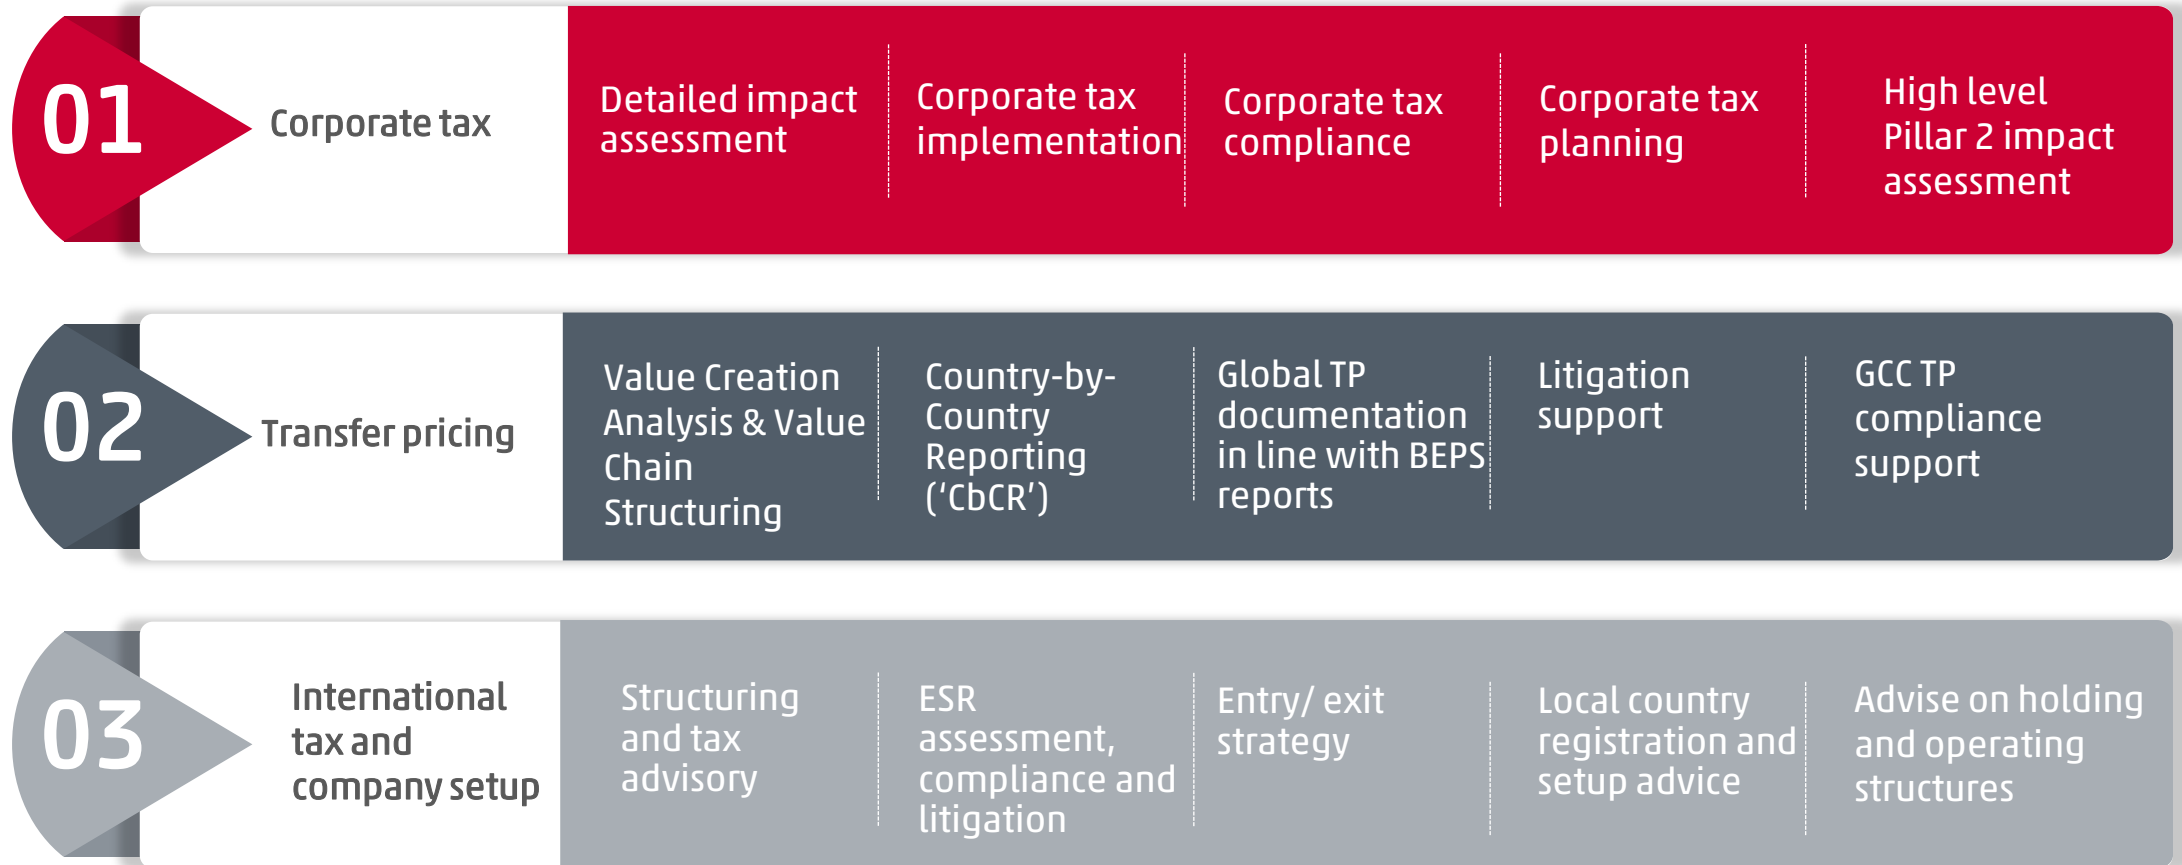 01
Corporate tax
Detailed impact
assessment
Corporate tax
implementation
Corporate tax
compliance
Corporate tax
planning
High level
Pillar 2 impact
assessment
02
Transfer pricing
Value Creation
Analysis & Value
Chain
Structuring
Country-by-
Country
Reporting
(‘CbCR’)
Global TP
documentation
in line with BEPS
reports
Litigation
support
GCC TP
compliance
support
03
International
tax and
company setup
Structuring
and tax
advisory
ESR
assessment,
compliance and
litigation
Entry/ exit
strategy
Local country
registration and
setup advice
Advise on holding
and operating
structures